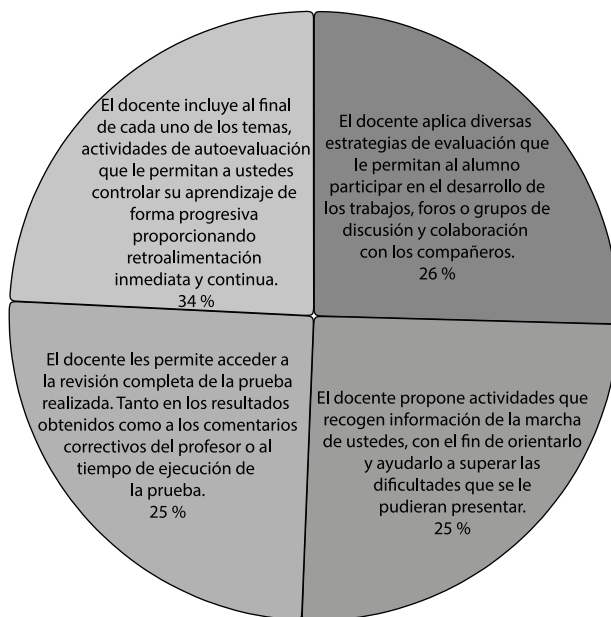 El docente incluye al final
de cada uno de los temas,
actividades de autoevaluación
que le permitan a ustedes
controlar su aprendizaje de
forma progresiva
proporcionando
retroalimentación
inmediata y continua.
34 %
El docente aplica diversas
estrategias de evaluación que
le permitan al alumno
participar en el desarrollo de
los trabajos, foros o grupos de
discusión y colaboración
con los compañeros.
26 %
El docente les permite acceder a
la revisión completa de la prueba
realizada. Tanto en los resultados
obtenidos como a los comentarios
correctivos del profesor o al
tiempo de ejecución de
la prueba.
25 %
El docente propone actividades que
recogen información de la marcha
de ustedes, con el fin de orientarlo
y ayudarlo a superar las
dificultades que se le
pudieran presentar.
25 %